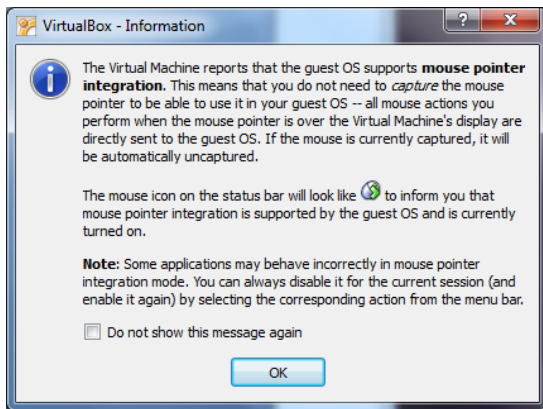 VirtualBox - Information
?
X
The Virtual Machine reports that the guest OS supports mouse pointer
integration. This means that you do not need to capture the mouse
pointer to be able to use it in your guest OS -- all mouse actions you
perform when the mouse pointer is over the Virtual Machine's display are
directly sent to the guest OS. If the mouse is currently captured, it will
be automatically uncaptured.
The mouse icon on the status bar will look like to inform you that
mouse pointer integration is supported by the guest OS and is currently
turned on.
Note: Some applications may behave incorrectly in mouse pointer
integration mode. You can always disable it for the current session (and
enable it again) by selecting the corresponding action from the menu bar.
Do not show this message again
OK